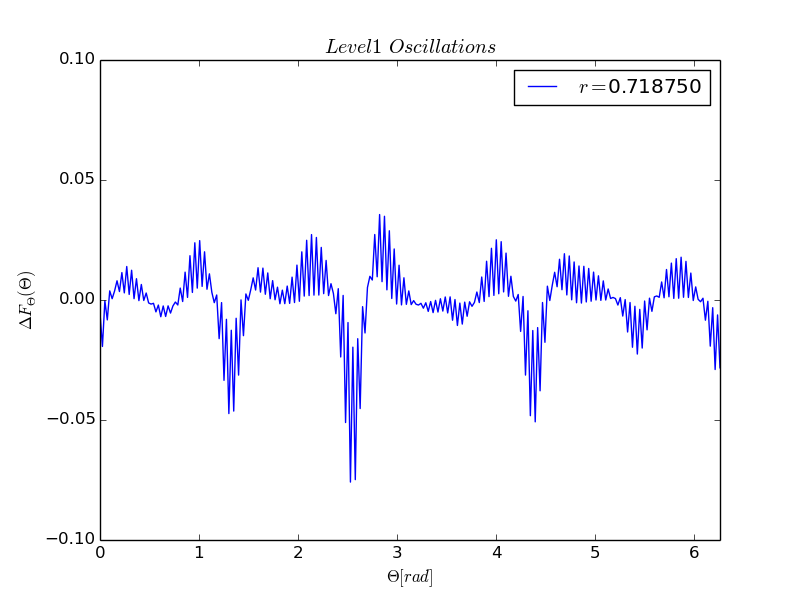 Level1 Oscillations
r=0.718750
0.10
0.05
0.00
−0.05
−0.10
ΔF_Θ(Θ)
0 1 2 3 4 5 6
Θ[rad]